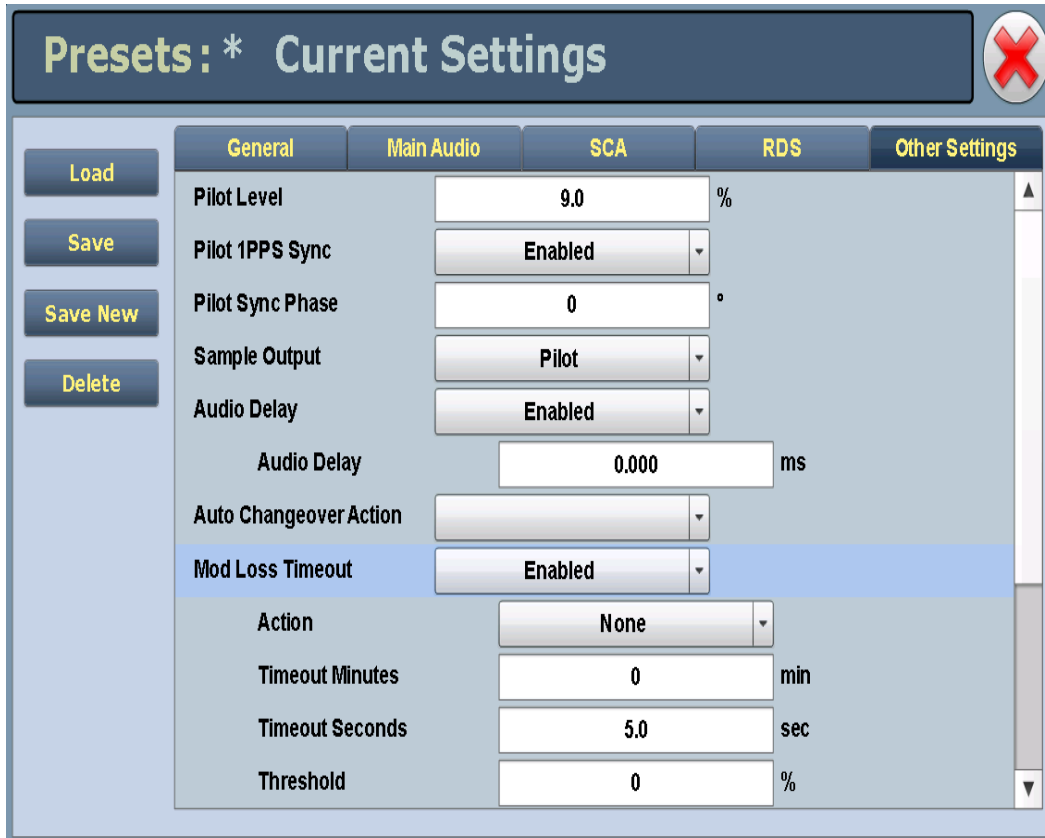 Presets: * Current Settings
General Main Audio SCA RDS Other Settings
Load
Save
Save New
Delete
Pilot Level 9.0 %
Pilot 1PPS Sync Enabled
Pilot Sync Phase 0 °
Sample Output Pilot
Audio Delay Enabled
Audio Delay 0.000 ms
Auto Changeover Action
Mod Loss Timeout Enabled
Action None
Timeout Minutes 0 min
Timeout Seconds 5.0 sec
Threshold 0 %